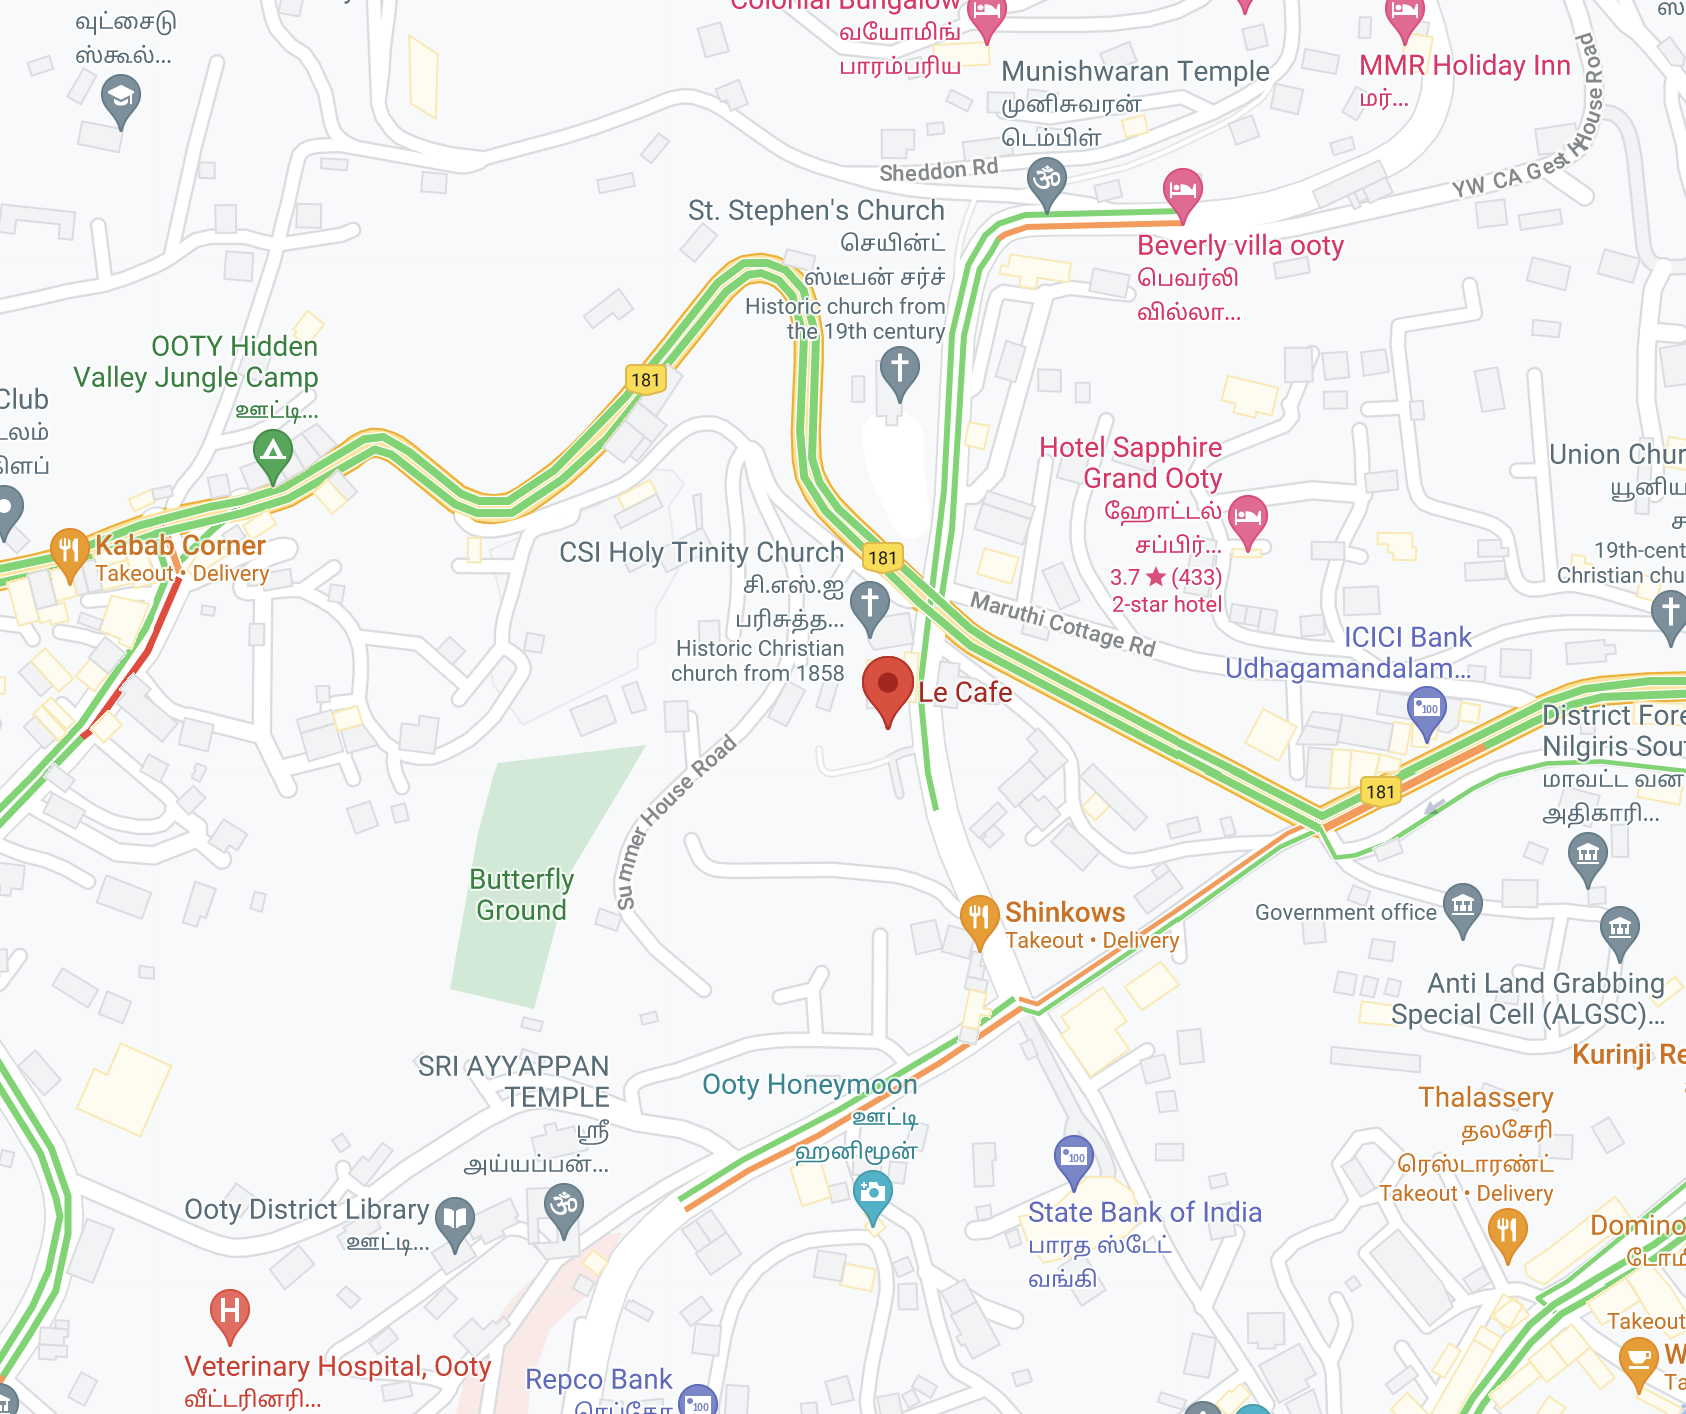 வுட்சைடு
ஸ்கூல்...
Colonial Bungalow
வயோமிங்
பாரம்பரிய
Munishwaran Temple
முனிசுவரன்
டெம்பிள்
MMR Holiday Inn
மர்...
YW CA Gest H House Road
Sheddon Rd
St. Stephen's Church
செயின்ட்
ஸ்டீபன் சர்ச்
Historic church from
the 19th century
Beverly villa ooty
பெவர்லி
வில்லா...
OOTY Hidden
Valley Jungle Camp
ஊட்டி...
181
Club
டலம்
கிளப்
Hotel Sapphire
Grand Ooty
ஹோட்டல்
சப்பிர்...
3.7 ★ (433)
2-star hotel
Union Chur
யூனிய
ச
19th-cent
Christian chu
Kabab Corner
Takeout • Delivery
CSI Holy Trinity Church
சி.எஸ்.ஐ
பரிசுத்த...
Historic Christian
church from 1858
181
Maruthi Cottage Rd
ICICI Bank
Udhagamandalam...
100
Le Cafe
District Fore
Nilgiris Sout
மாவட்ட வன
அதிகாரி...
181
Summer House Road
Butterfly
Ground
Shinkows
Takeout • Delivery
Government office
Anti Land Grabbing
Special Cell (ALGSC)...
Kurinji Re
SRI AYYAPPAN
TEMPLE
ஸ்ரீ
அய்யப்பன்...
Ooty Honeymoon
ஊட்டி
ஹனிமூன்
Thalassery
தலசேரி
ரெஸ்டாரண்ட்
Takeout • Delivery
100
State Bank of India
பாரத ஸ்டேட்
வங்கி
Ooty District Library
ஊட்டி...
Domino
டோமி
H
Veterinary Hospital, Ooty
வீட்டரினரி...
Repco Bank
ரெப்கோ
100
Takeout
W
Ta